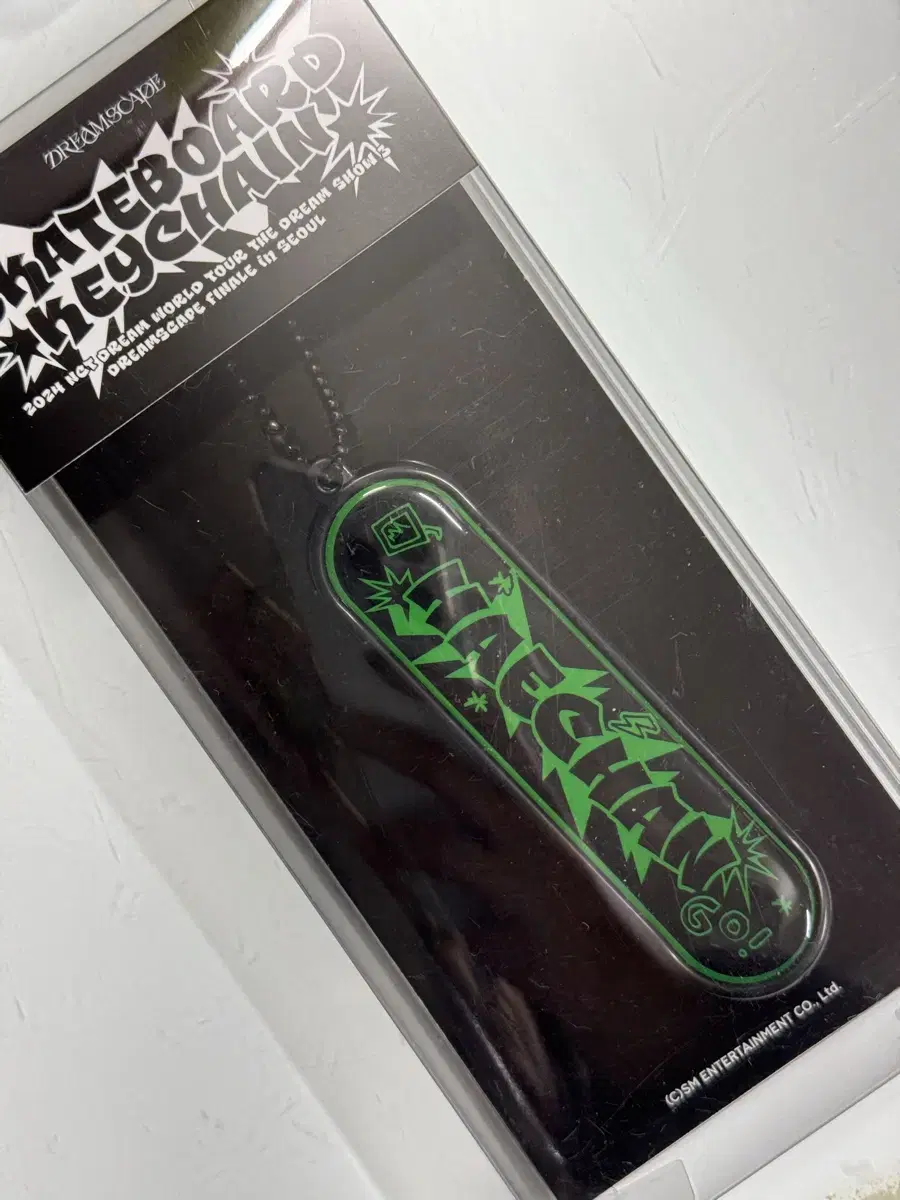 DREAMSCAPE
SKATEBOARD
KEYCHAIN
2024 NCT DREAM WORLD TOUR THE DREAM SHOW 3
DREAMSCAPE FINALE IN SEOUL
HAECHAN
GO!
(C)SM ENTERTAINMENT CO., Ltd.